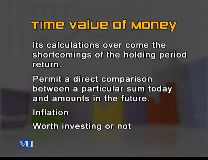 Time Value of Money
Its calculations over come the
shortcomings of the holding period
return.
Permit a direct comparison
between a particular sum today
and amounts in the future.
Inflation
Worth investing or not
VU